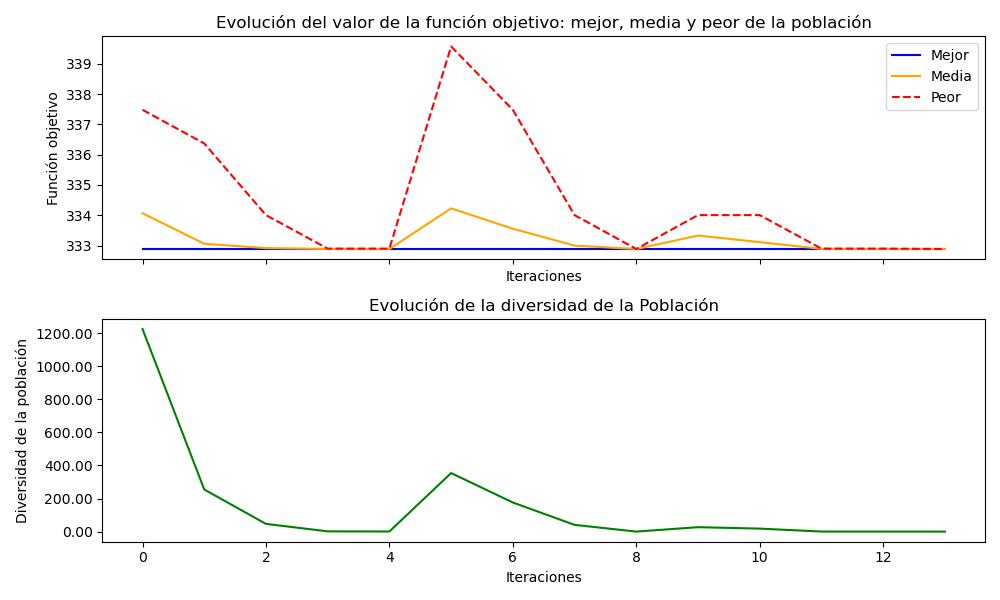 Evolución del valor de la función objetivo: mejor, media y peor de la población
Función objetivo
339
338
337
336
335
334
333
Mejor
Media
Peor
Iteraciones
Evolución de la diversidad de la Población
Diversidad de la población
1200.00
1000.00
800.00
600.00
400.00
200.00
0.00
0 2 4 6 8 10 12
Iteraciones